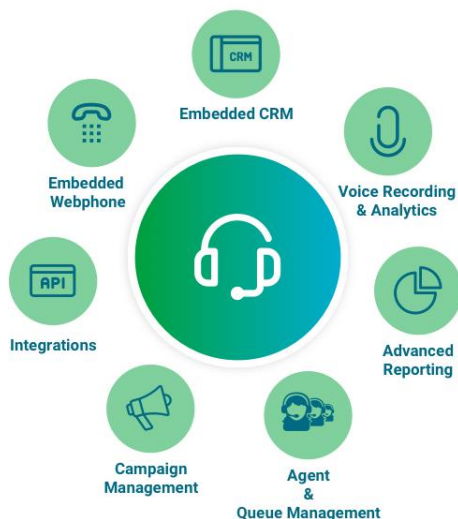 CRM
Embedded CRM
Embedded
Webphone
Voice Recording
& Analytics
API
Integrations
Advanced
Reporting
Campaign
Management
Agent
&
Queue Management